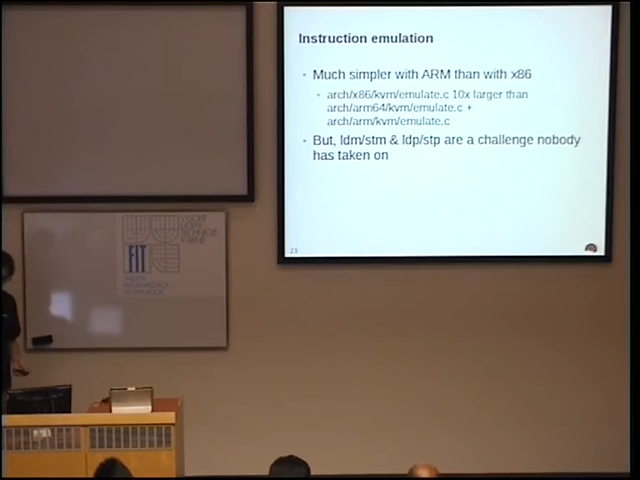 Instruction emulation
Much simpler with ARM than with x86
arch/x86/kvm/emulate.c 10x larger than
arch/arm64/kvm/emulate.c +
arch/arm/kvm/emulate.c
But, ldm/stm & ldp/stp are a challenge nobody
has taken on
FIT